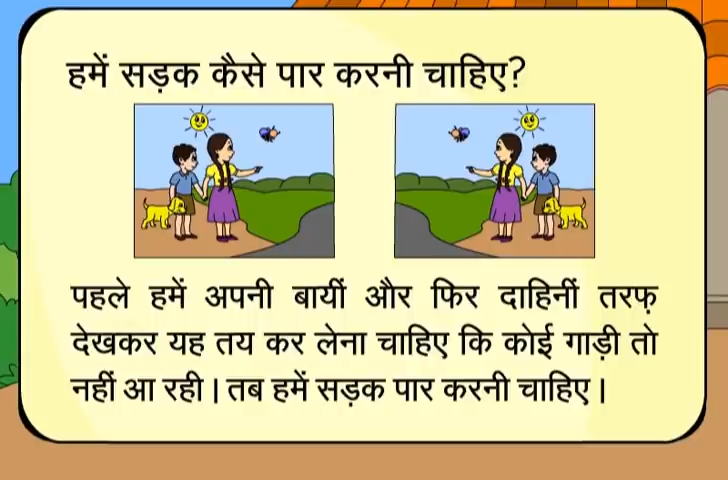 हमें सड़क कैसे पार करनी चाहिए?
पहले हमें अपनी बायीं और फिर दाहिनीं तरफ़
देखकर यह तय कर लेना चाहिए कि कोई गाड़ी तो
नहीं आ रही। तब हमें सड़क पार करनी चाहिए।